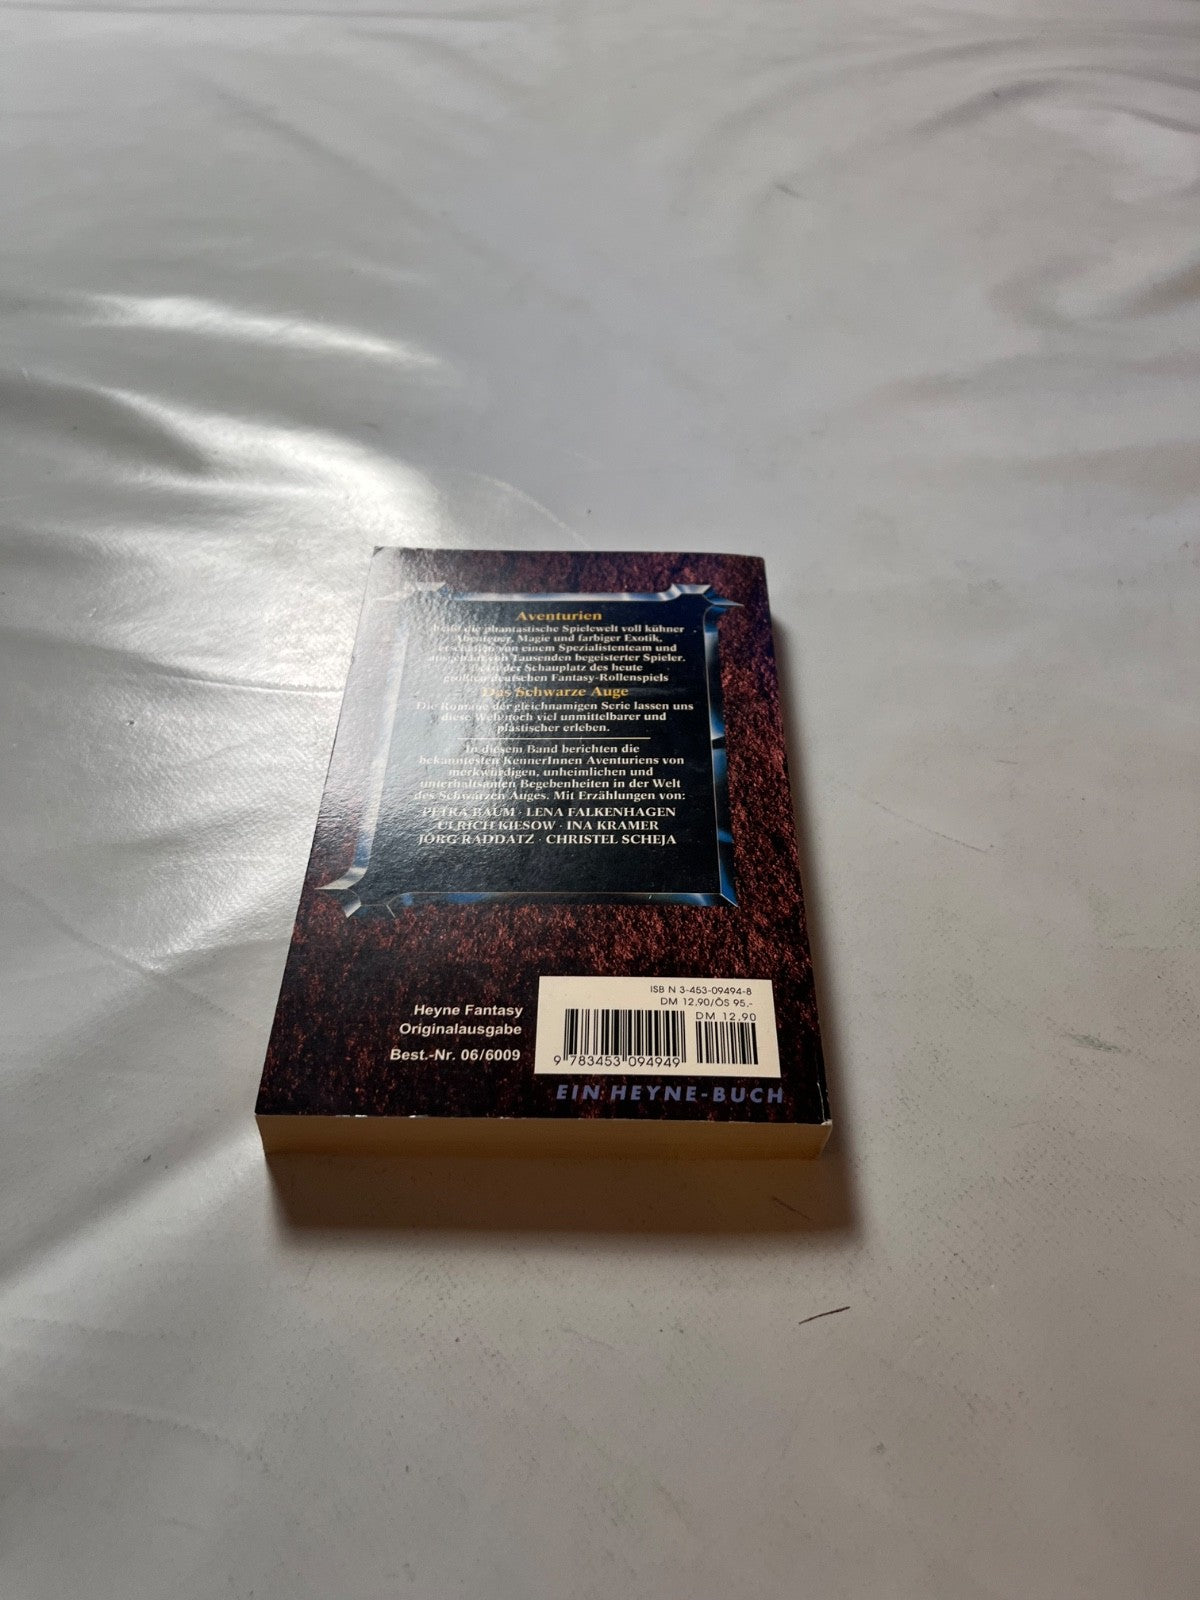 Aventurien
heißt die phantastische Spielewelt voll kühner
Abenteuer, Magie und farbiger Exotik,
erschaffen von einem Spezialistenteam und
ausgebaut von Tausenden begeisterter Spieler.
der Schauplatz des heute
größten deutschen Fantasy-Rollenspiels
Das Schwarze Auge
Die Romane der gleichnamigen Serie lassen uns
diese Welt noch viel unmittelbarer und
plastischer erleben.
In diesem Band berichten die
bekanntesten KennerInnen Aventuriens von
merkwürdigen, unheimlichen und
unterhaltsamen Begebenheiten in der Welt
des Schwarzen Auges. Mit Erzählungen von:
PETRA BAUM · LENA FALKENHAGEN
ULRICH KIESOW · INA KRAMER
JÖRG RADDATZ · CHRISTEL SCHEJA
Heyne Fantasy
Originalausgabe
Best.-Nr. 06/6009
ISBN 3-453-09494-8
DM 12,90/ÖS 95,-
DM 12.90
9 783453 094949
EIN HEYNE-BUCH